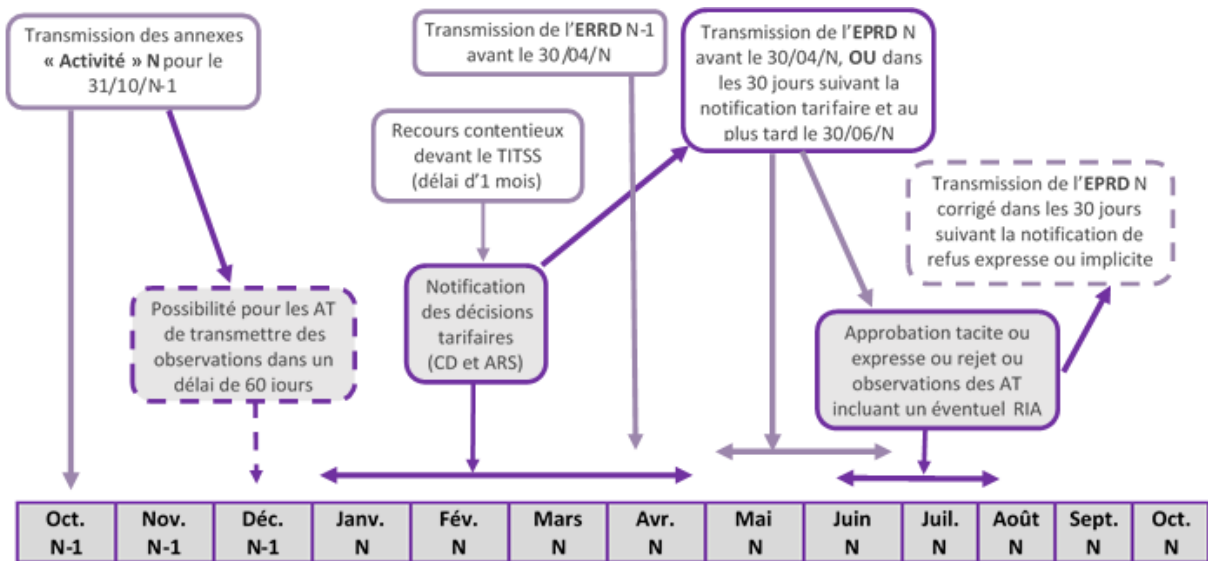 Transmission des annexes
« Activité » N pour le
31/10/N-1
Transmission de l'ERRD N-1
avant le 30/04/N
Transmission de l'EPRD N
avant le 30/04/N, OU dans
les 30 jours suivant la
notification tarifaire et au
plus tard le 30/06/N
Recours contentieux
devant le TITSS
(délai d'1 mois)
Transmission de l'EPRD N
corrigé dans les 30 jours
suivant la notification de
refus expresse ou implicite
Possibilité pour les AT
de transmettre des
observations dans un
délai de 60 jours
Notification
des décisions
tarifaires
(CD et ARS)
Approbation tacite ou
expresse ou rejet ou
observations des AT
incluant un éventuel RIA
Oct. Nov. Déc. Janv. Fév. Mars Avr. Mai Juin Juil. Août Sept. Oct.
N-1 N-1 N-1 N N N N N N N N N N